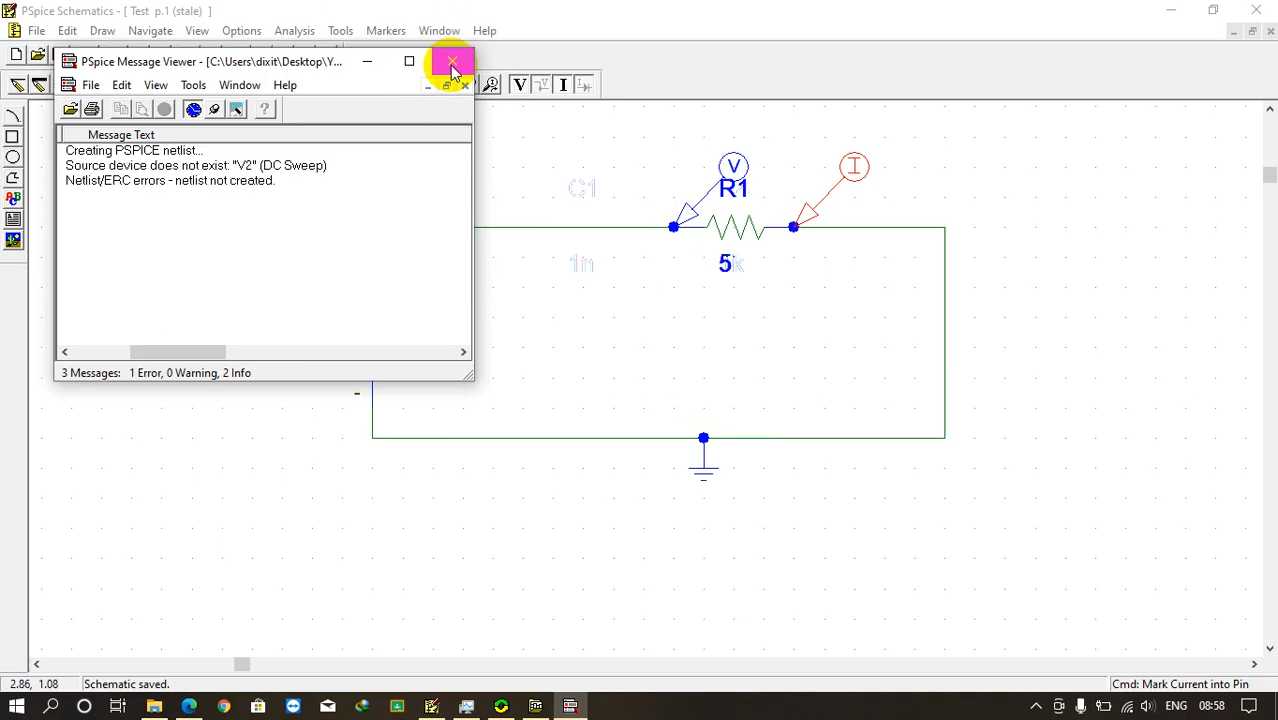 PSpice Schematics - [ Test p.1 (stale) ]
File Edit Draw Navigate View Options Analysis Tools Markers Window Help
PSpice Message Viewer - [C:\Users\dixit\Desktop\Y...
File Edit View Tools Window Help
Message Text
Creating PSPICE netlist...
Source device does not exist: "V2" (DC Sweep)
Netlist/ERC errors - netlist not created.
3 Messages: 1 Error, 0 Warning, 2 Info
V I
V
I
C1
R1
1n
5k
-
2.86, 1.08 Schematic saved. Cmd: Mark Current into Pin
ENG 08:58